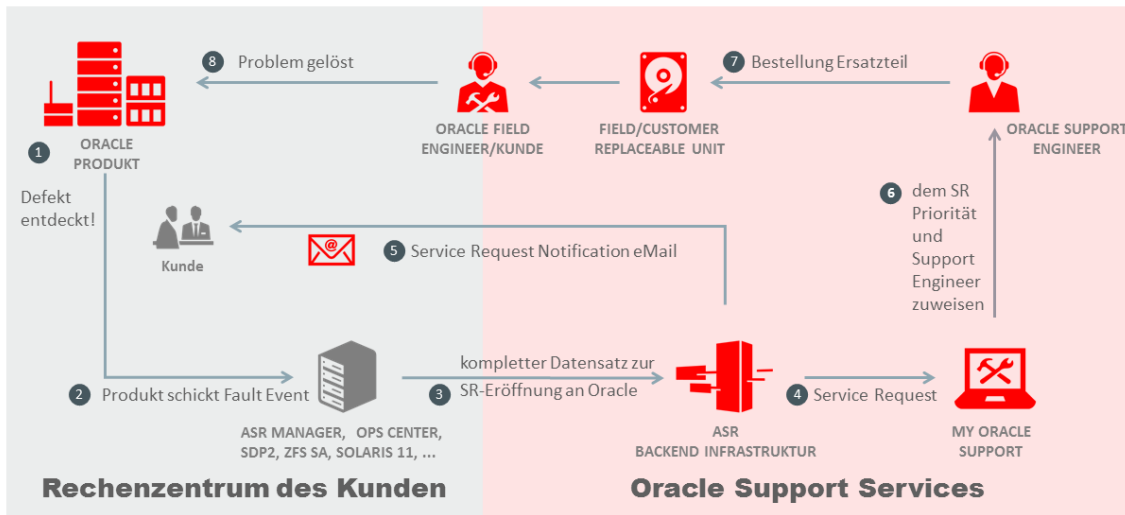 8 Problem gelöst
7 Bestellung Ersatzteil
1
ORACLE
PRODUKT
ORACLE FIELD
ENGINEER/KUNDE
FIELD/CUSTOMER
REPLACEABLE UNIT
ORACLE SUPPORT
ENGINEER
Defekt
entdeckt!
6 dem SR
Priorität
und
Support
Engineer
zuweisen
Kunde
@
5 Service Request Notification eMail
2 Produkt schickt Fault Event
3 kompletter Datensatz zur
SR-Eröffnung an Oracle
4 Service Request
ASR MANAGER, OPS CENTER,
SDP2, ZFS SA, SOLARIS 11, ...
ASR
BACKEND INFRASTRUKTUR
MY ORACLE
SUPPORT
Rechenzentrum des Kunden
Oracle Support Services